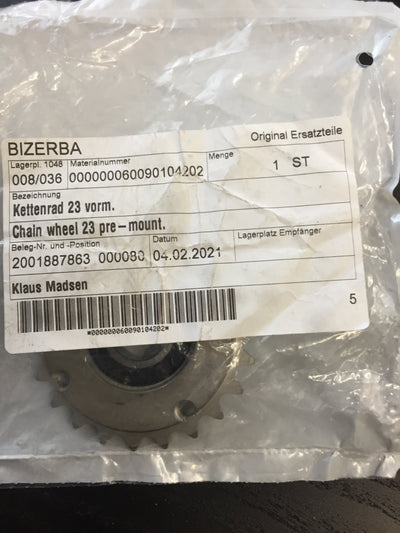 BIZERBA
Original Ersatzteile
Lagerpl. 1046 Materialnummer Menge
008/036 000000060090104202 1 ST
Bezeichnung
Kettenrad 23 vorm.
Chain wheel 23 pre-mount.
Beleg-Nr. und -Position Datum Lagerplatz Empfänger
2001887863 000080 04.02.2021
Klaus Madsen
5
*000000060090104202*